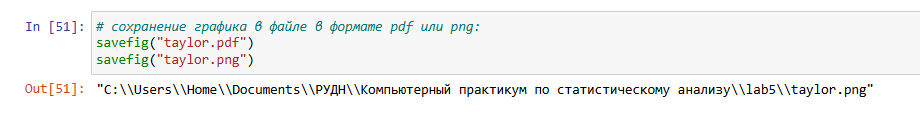 In [51]: # сохранение графика в файле в формате pdf или png:
savefig("taylor.pdf")
savefig("taylor.png")
Out[51]: "C:\\Users\\Home\\Documents\\РУДН\\Компьютерный практикум по статистическому анализу\\lab5\\taylor.png"